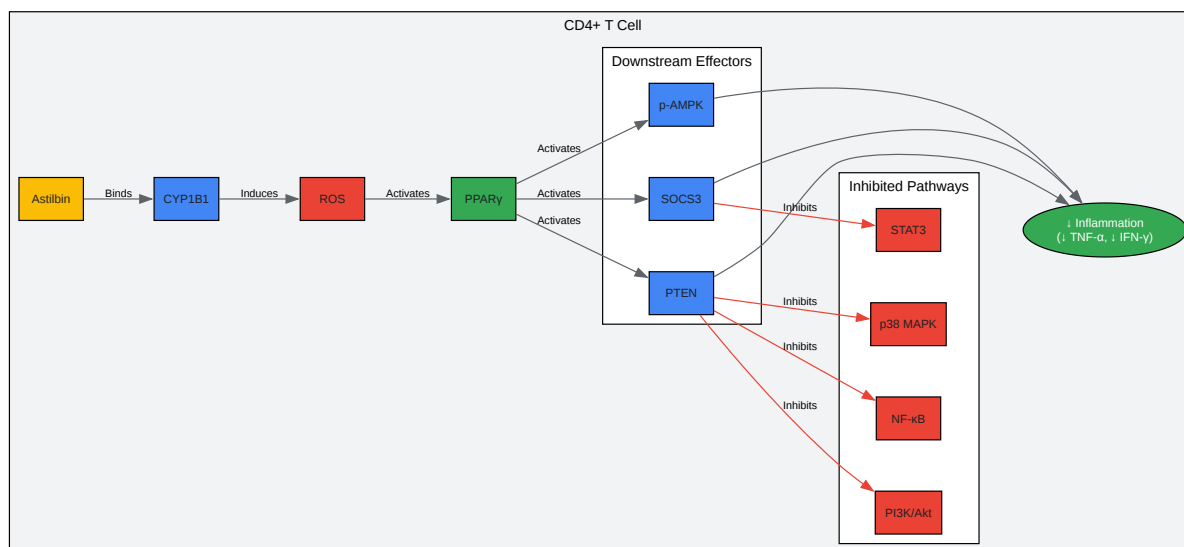 CD4+ T Cell
Downstream Effectors
p-AMPK
Activates
Inhibited Pathways
Astilbin
Binds
CYP1B1
Induces
ROS
Activates
PPARγ
Activates
SOCS3
Inhibits
STAT3
Activates
↓ Inflammation
(↓ TNF-α, ↓ IFN-γ)
PTEN
Inhibits
p38 MAPK
Inhibits
NF-κB
Inhibits
PI3K/Akt